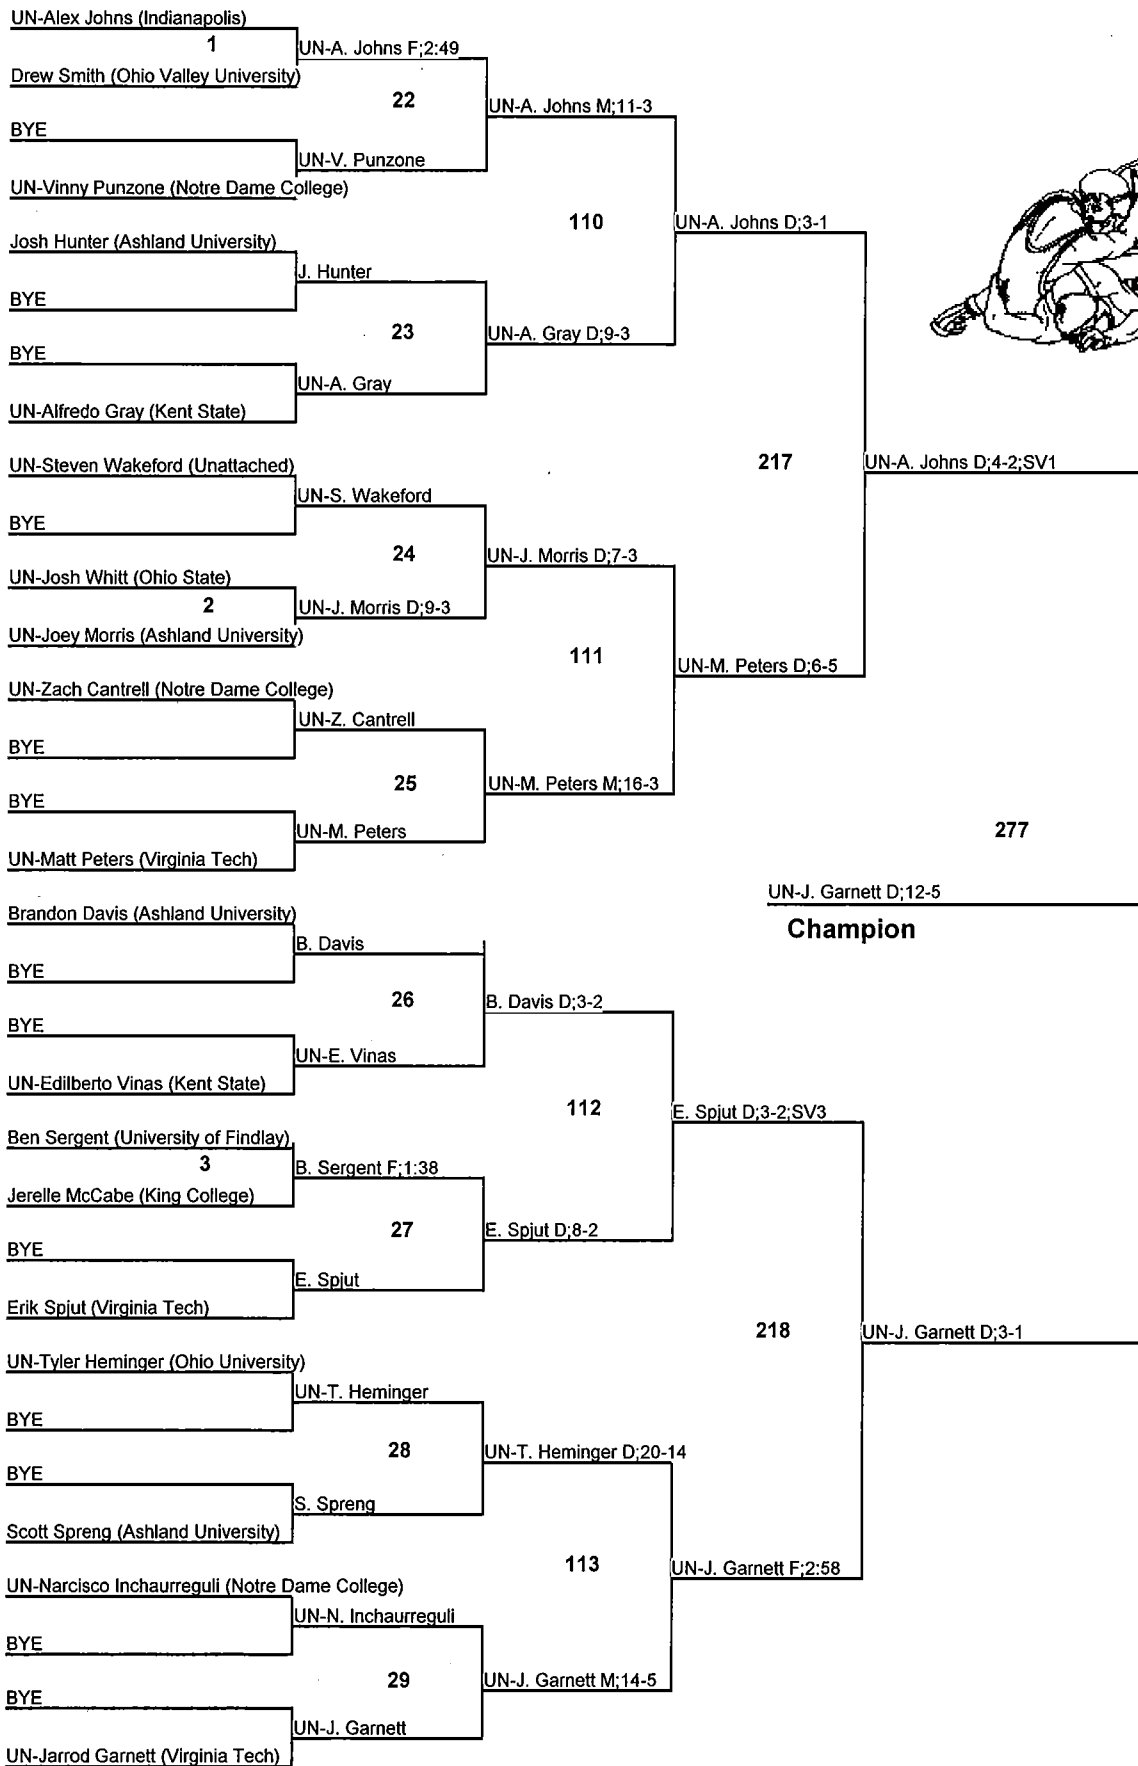 UN-Alex Johns (Indianapolis)
1
UN-A. Johns F;2:49
Drew Smith (Ohio Valley University)
22
UN-A. Johns M;11-3
BYE
UN-V. Punzone
UN-Vinny Punzone (Notre Dame College)
110
UN-A. Johns D;3-1
Josh Hunter (Ashland University)
J. Hunter
BYE
23
UN-A. Gray D;9-3
BYE
UN-A. Gray
UN-Alfredo Gray (Kent State)
217
UN-A. Johns D;4-2;SV1
UN-Steven Wakeford (Unattached)
UN-S. Wakeford
BYE
24
UN-J. Morris D;7-3
UN-Josh Whitt (Ohio State)
2
UN-J. Morris D;9-3
UN-Joey Morris (Ashland University)
111
UN-M. Peters D;6-5
UN-Zach Cantrell (Notre Dame College)
UN-Z. Cantrell
BYE
25
UN-M. Peters M;16-3
BYE
UN-M. Peters
UN-Matt Peters (Virginia Tech)
277
UN-J. Garnett D;12-5
Champion
Brandon Davis (Ashland University)
B. Davis
BYE
26
B. Davis D;3-2
BYE
UN-E. Vinas
UN-Edilberto Vinas (Kent State)
112
E. Spjut D;3-2;SV3
Ben Sergent (University of Findlay)
3
B. Sergent F;1:38
Jerelle McCabe (King College)
27
E. Spjut D;8-2
BYE
E. Spjut
Erik Spjut (Virginia Tech)
218
UN-J. Garnett D;3-1
UN-Tyler Heminger (Ohio University)
UN-T. Heminger
BYE
28
UN-T. Heminger D;20-14
BYE
S. Spreng
Scott Spreng (Ashland University)
113
UN-J. Garnett F;2:58
UN-Narcisco Inchaurreguli (Notre Dame College)
UN-N. Inchaurreguli
BYE
29
UN-J. Garnett M;14-5
BYE
UN-J. Garnett
UN-Jarrod Garnett (Virginia Tech)